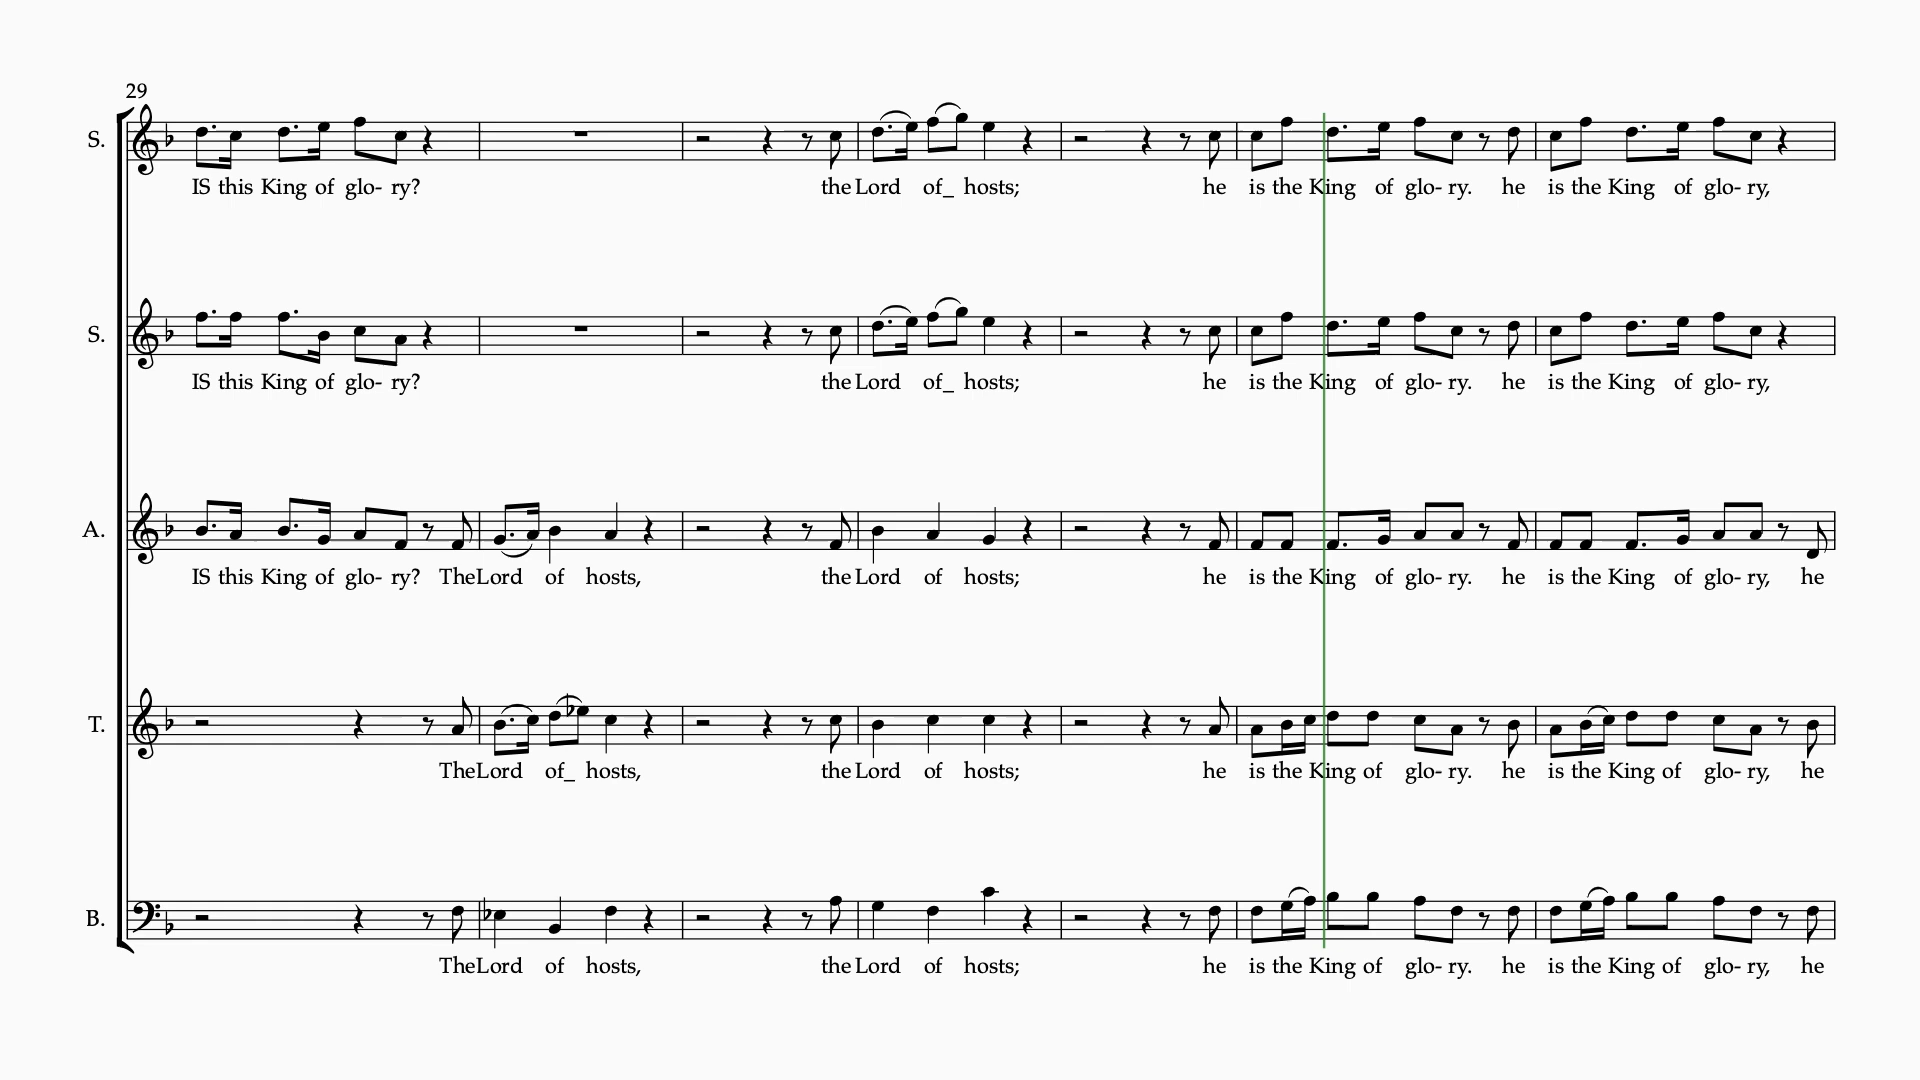 29
S.
IS this King of glo- ry? the Lord of_ hosts; he is the King of glo- ry. he is the King of glo- ry,
S.
IS this King of glo- ry? the Lord of_ hosts; he is the King of glo- ry. he is the King of glo- ry,
A.
IS this King of glo- ry? The Lord of hosts, the Lord of hosts; he is the King of glo- ry. he is the King of glo- ry, he
T.
The Lord of_ hosts, the Lord of hosts; he is the King of glo- ry. he is the King of glo- ry, he
B.
The Lord of hosts, the Lord of hosts; he is the King of glo- ry. he is the King of glo- ry, he